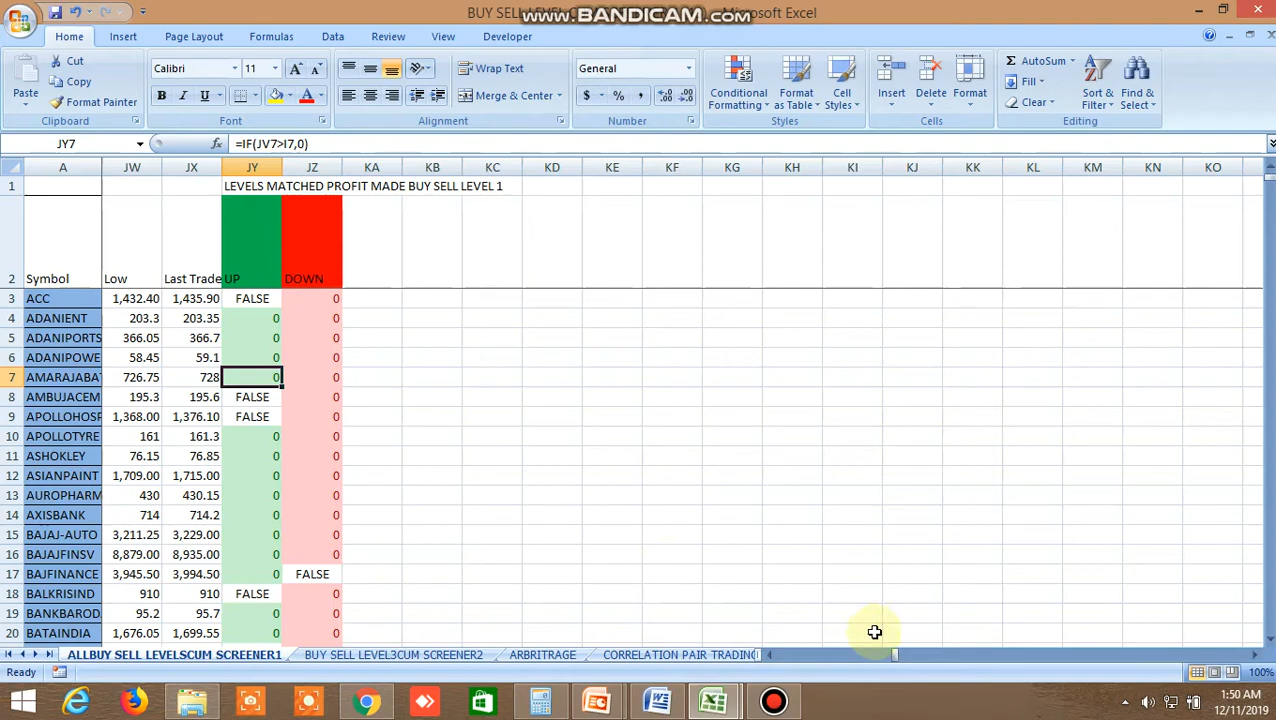 BUY SELL LEVEL
www.BANDICAM.com
Microsoft Excel
Home Insert Page Layout Formulas Data Review View Developer
Cut
Copy
Format Painter
Paste
Clipboard
Calibri 11
B I U A
Font
Wrap Text
Merge & Center
Alignment
General
$ % ,
Number
Conditional Formatting
Format as Table
Cell Styles
Styles
Insert Delete Format
Cells
Σ AutoSum
Fill
Clear
Sort & Filter
Find & Select
Editing
JY7 fx =IF(JV7>I7,0)
A JW JX JY JZ KA KB KC KD KE KF KG KH KI KJ KK KL KM KN KO
1 LEVELS MATCHED PROFIT MADE BUY SELL LEVEL 1
2 Symbol Low Last Trade UP DOWN
3 ACC 1,432.40 1,435.90 FALSE 0
4 ADANIENT 203.3 203.35 0 0
5 ADANIPORTS 366.05 366.7 0 0
6 ADANIPOWE 58.45 59.1 0 0
7 AMARAJABAT 726.75 728 0 0
8 AMBUJACEM 195.3 195.6 FALSE 0
9 APOLLOHOSP 1,368.00 1,376.10 FALSE 0
10 APOLLOTYRE 161 161.3 0 0
11 ASHOKLEY 76.15 76.85 0 0
12 ASIANPAINT 1,709.00 1,715.00 0 0
13 AUROPHARM 430 430.15 0 0
14 AXISBANK 714 714.2 0 0
15 BAJAJ-AUTO 3,211.25 3,229.00 0 0
16 BAJAJFINSV 8,879.00 8,935.00 0 0
17 BAJFINANCE 3,945.50 3,994.50 0 FALSE
18 BALKRISIND 910 910 FALSE 0
19 BANKBAROD 95.2 95.7 0 0
20 BATAINDIA 1,676.05 1,699.55 0 0
ALLBUY SELL LEVELSCUM SCREENER1 BUY SELL LEVEL3CUM SCREENER2 ARBITRAGE CORRELATION PAIR TRADING
Ready 100%
1:50 AM
12/11/2019